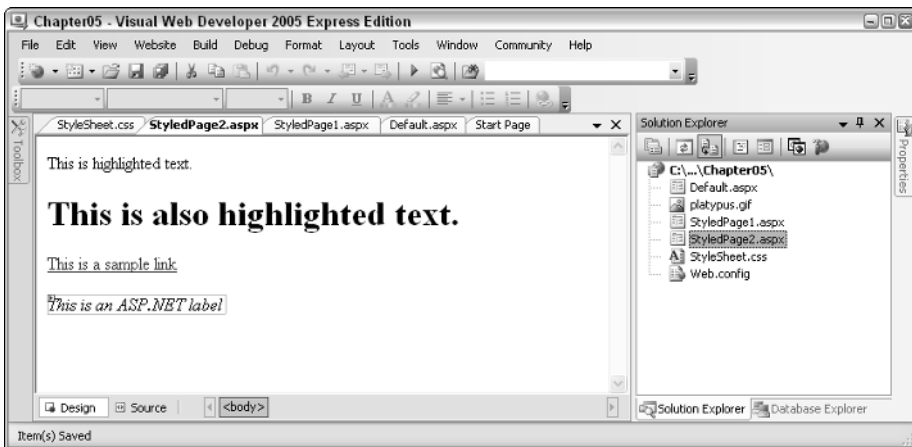 Chapter05 - Visual Web Developer 2005 Express Edition
File Edit View Website Build Debug Format Layout Tools Window Community Help
B I U A
Toolbox
StyleSheet.css StyledPage2.aspx StyledPage1.aspx Default.aspx Start Page
This is highlighted text.
This is also highlighted text.
This is a sample link
This is an ASP.NET label
Design Source <body>
Item(s) Saved
Solution Explorer
C:\...\Chapter05\
Default.aspx
platypus.gif
StyledPage1.aspx
StyledPage2.aspx
StyleSheet.css
Web.config
Solution Explorer Database Explorer
Properties